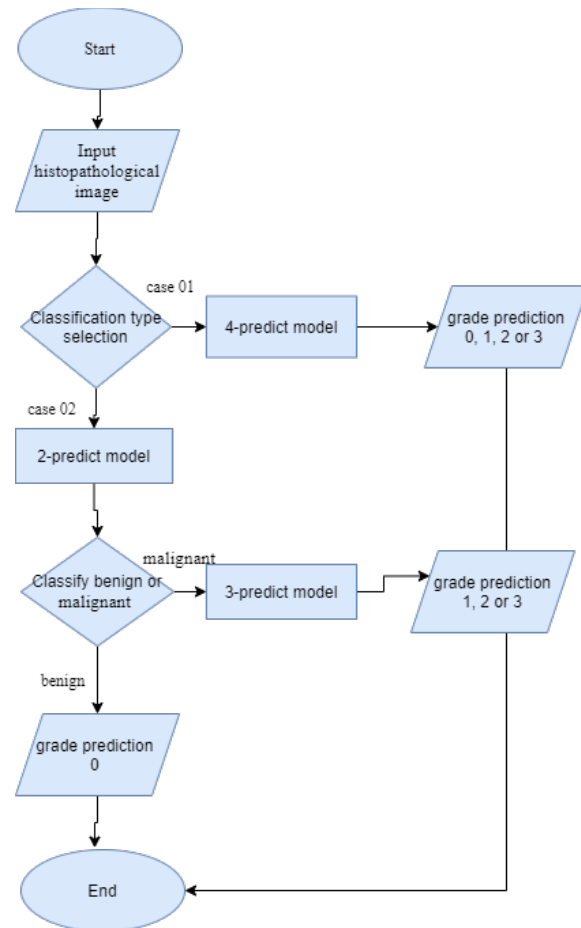 Start
Input
histopathological
image
case 01
Classification type
selection
4-predict model
grade prediction
0, 1, 2 or 3
case 02
2-predict model
malignant
Classify benign or
malignant
3-predict model
grade prediction
1, 2 or 3
benign
grade prediction
0
End